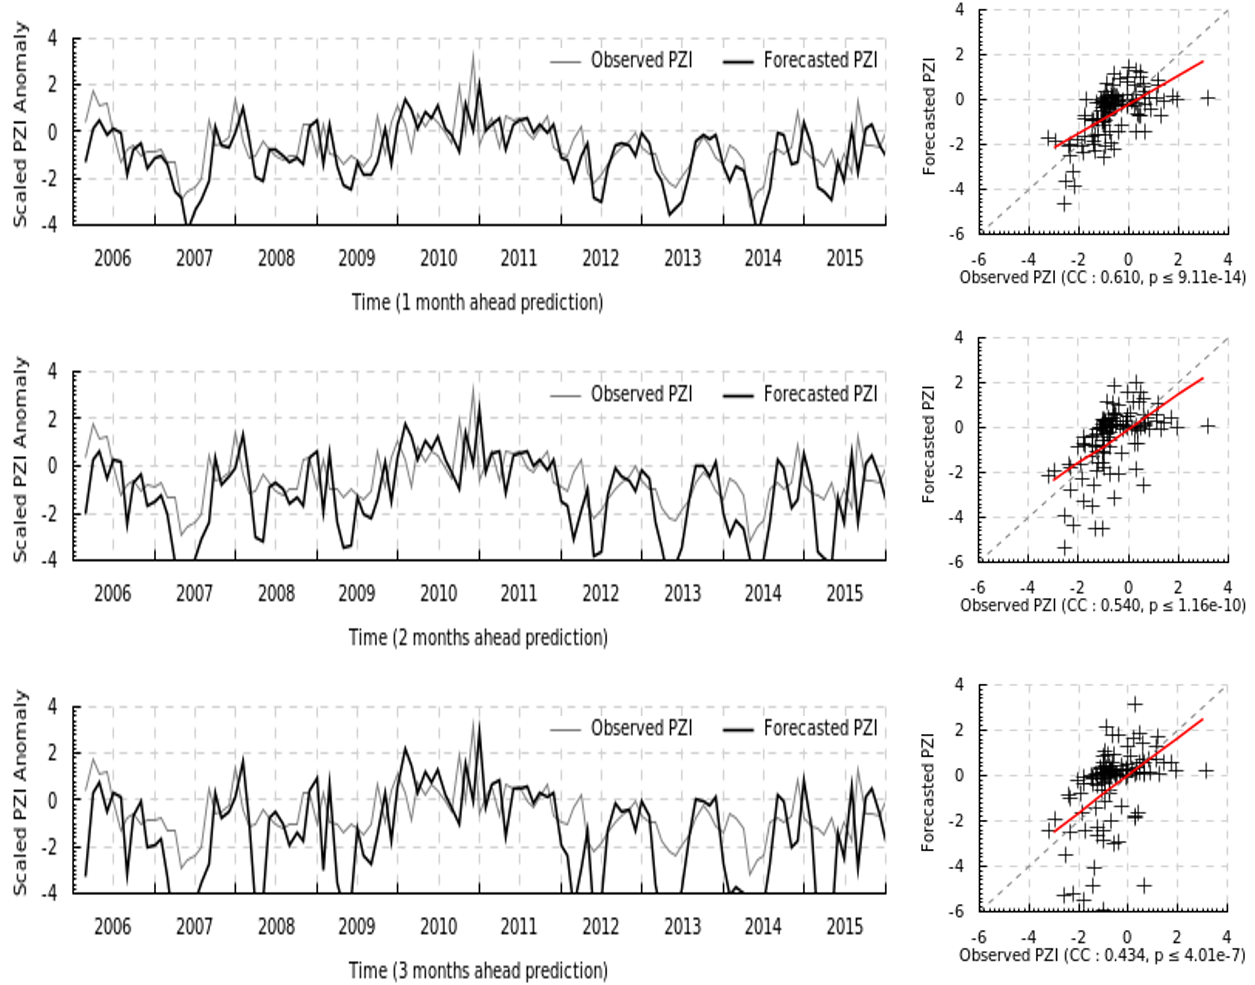 Scaled PZI Anomaly
4
2
0
-2
-4
Observed PZI
Forecasted PZI
2006 2007 2008 2009 2010 2011 2012 2013 2014 2015
Time (1 month ahead prediction)
Forecasted PZI
4
2
0
-2
-4
-6
-6 -4 -2 0 2 4
Observed PZI (CC : 0.610, p ≤ 9.11e-14)
Scaled PZI Anomaly
4
2
0
-2
-4
Observed PZI
Forecasted PZI
2006 2007 2008 2009 2010 2011 2012 2013 2014 2015
Time (2 months ahead prediction)
Forecasted PZI
4
2
0
-2
-4
-6
-6 -4 -2 0 2 4
Observed PZI (CC : 0.540, p ≤ 1.16e-10)
Scaled PZI Anomaly
4
2
0
-2
-4
Observed PZI
Forecasted PZI
2006 2007 2008 2009 2010 2011 2012 2013 2014 2015
Time (3 months ahead prediction)
Forecasted PZI
4
2
0
-2
-4
-6
-6 -4 -2 0 2 4
Observed PZI (CC : 0.434, p ≤ 4.01e-7)